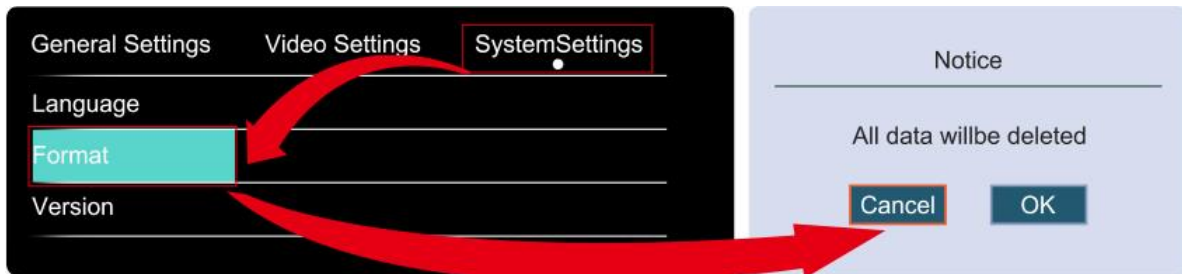 General Settings Video Settings SystemSettings
Language
Format
Version
Notice
All data willbe deleted
Cancel OK